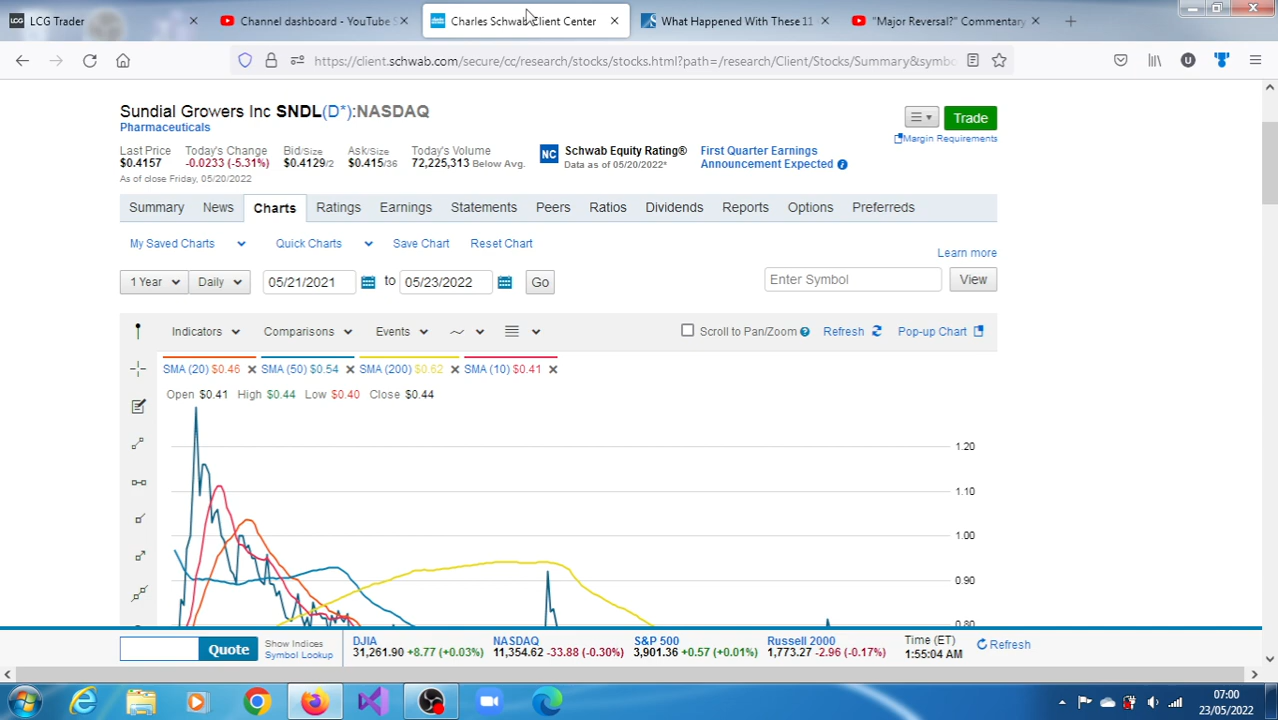 LCG Trader
Channel dashboard - YouTube S
Charles Schwab Client Center
What Happened With These 11
"Major Reversal?" Commentary
https://client.schwab.com/secure/cc/research/stocks/stocks.html?path=/research/Client/Stocks/Summary&symbo
Sundial Growers Inc SNDL(D*):NASDAQ
Pharmaceuticals
Trade
Margin Requirements
Last Price Today's Change Bid/Size Ask/Size Today's Volume
$0.4157 -0.0233 (-5.31%) $0.4129/2 $0.415/36 72,225,313 Below Avg.
As of close Friday, 05/20/2022
NC Schwab Equity Rating®
Data as of 05/20/2022*
First Quarter Earnings
Announcement Expected
Summary News Charts Ratings Earnings Statements Peers Ratios Dividends Reports Options Preferreds
My Saved Charts Quick Charts Save Chart Reset Chart
Learn more
1 Year Daily 05/21/2021 to 05/23/2022 Go
Enter Symbol View
Indicators Comparisons Events Scroll to Pan/Zoom Refresh Pop-up Chart
SMA (20) $0.46 SMA (50) $0.54 SMA (200) $0.62 SMA (10) $0.41
Open $0.41 High $0.44 Low $0.40 Close $0.44
1.20
1.10
1.00
0.90
0.80
Quote
Show Indices
Symbol Lookup
DJIA NASDAQ S&P 500 Russell 2000
31,261.90 +8.77 (+0.03%) 11,354.62 -33.88 (-0.30%) 3,901.36 +0.57 (+0.01%) 1,773.27 -2.96 (-0.17%)
Time (ET)
1:55:04 AM
Refresh
07:00
23/05/2022